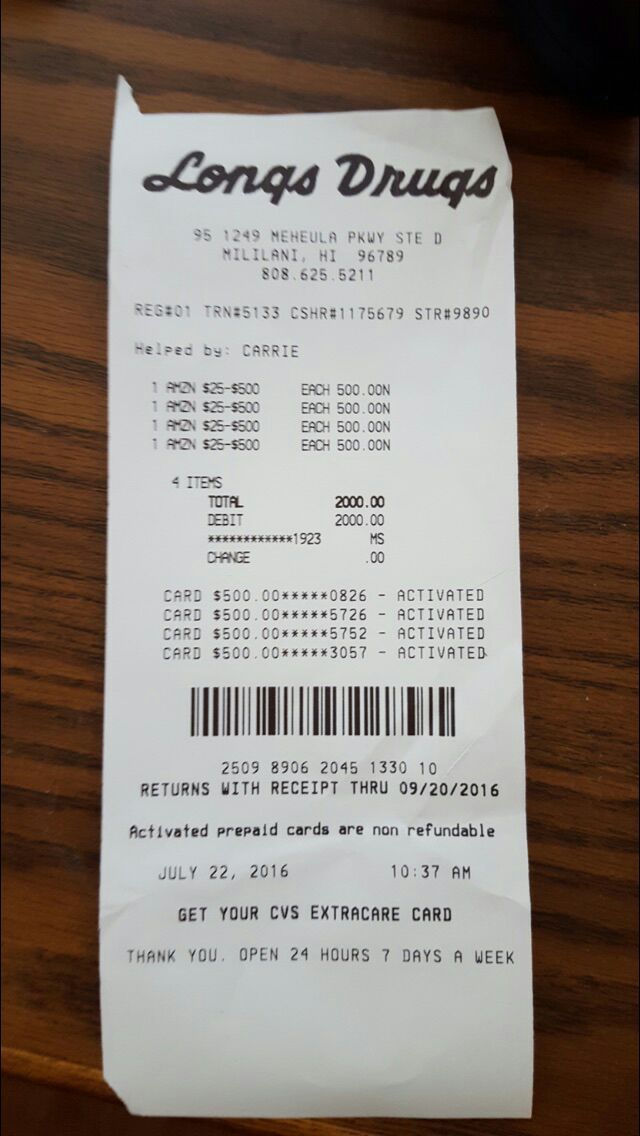 Longs Drugs
95 1249 MEHEULA PKWY STE D
MILILANI, HI 96789
808.625.5211
REG#01 TRN#5133 CSHR#1175679 STR#9890
Helped by: CARRIE
1 AMZN $25-$500 EACH 500.00N
1 AMZN $25-$500 EACH 500.00N
1 AMZN $25-$500 EACH 500.00N
1 AMZN $25-$500 EACH 500.00N
4 ITEMS
TOTAL 2000.00
DEBIT 2000.00
************1923 MS
CHANGE .00
CARD $500.00*****0826 - ACTIVATED
CARD $500.00*****5726 - ACTIVATED
CARD $500.00*****5752 - ACTIVATED
CARD $500.00*****3057 - ACTIVATED
2509 8906 2045 1330 10
RETURNS WITH RECEIPT THRU 09/20/2016
Activated prepaid cards are non refundable
JULY 22, 2016 10:37 AM
GET YOUR CVS EXTRACARE CARD
THANK YOU. OPEN 24 HOURS 7 DAYS A WEEK